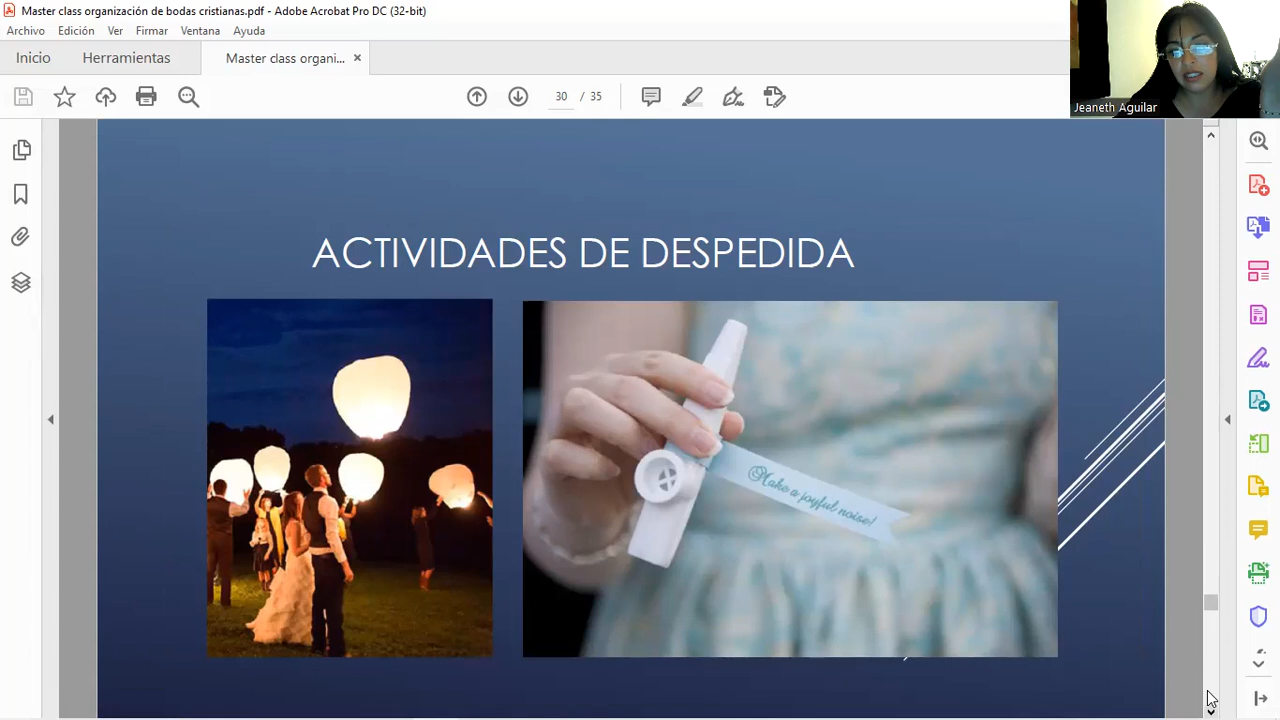 Master class organización de bodas cristianas.pdf - Adobe Acrobat Pro DC (32-bit)
Archivo Edición Ver Firmar Ventana Ayuda
Inicio Herramientas Master class organi... ×
30 / 35
Jeaneth Aguilar
ACTIVIDADES DE DESPEDIDA
Make a joyful noise!